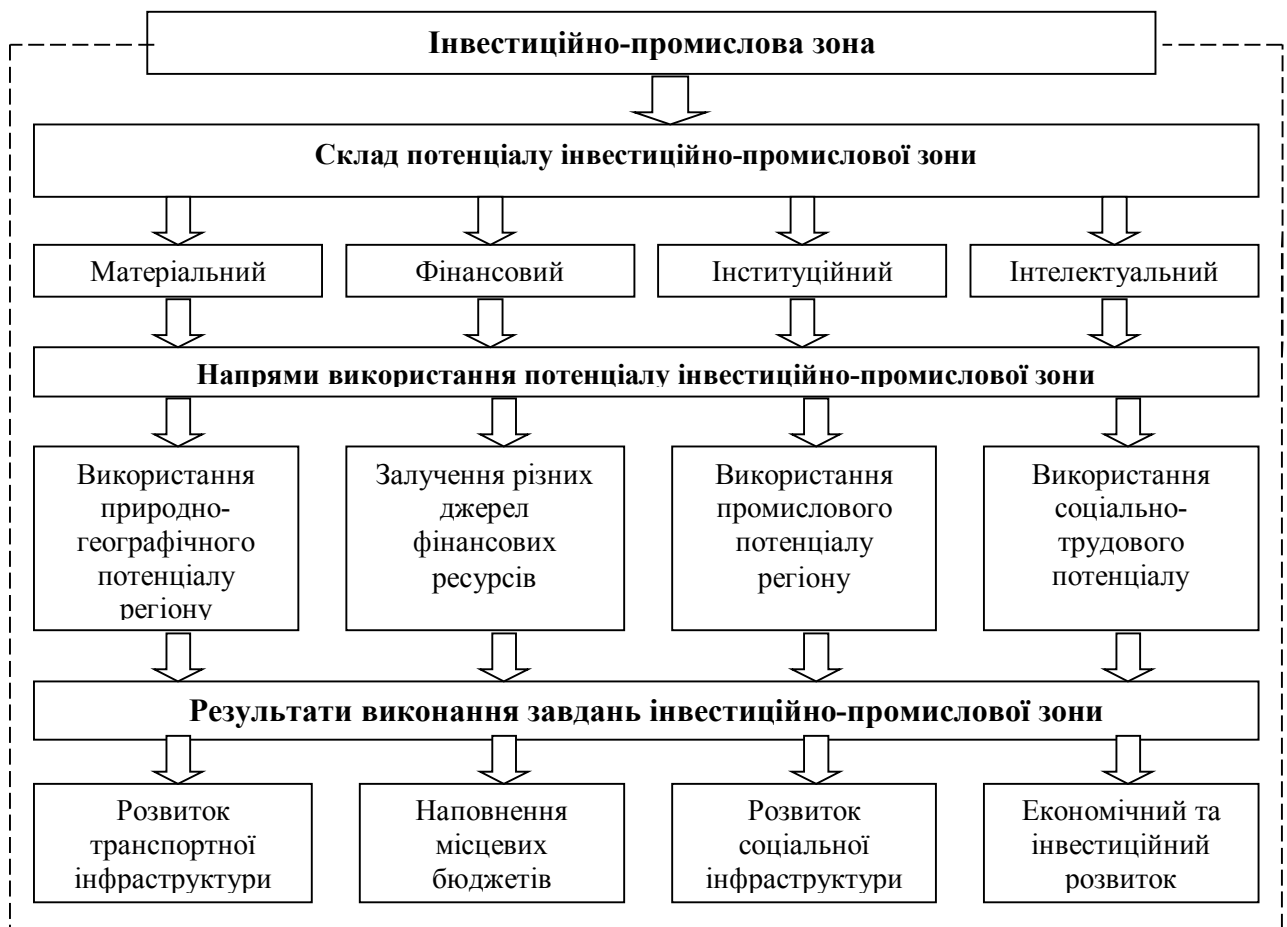 Інвестиційно-промислова зона
Склад потенціалу інвестиційно-промислової зони
Матеріальний
Фінансовий
Інституційний
Інтелектуальний
Напрями використання потенціалу інвестиційно-промислової зони
Використання
природно-
географічного
потенціалу
регіону
Залучення різних
джерел
фінансових
ресурсів
Використання
промислового
потенціалу
регіону
Використання
соціально-
трудового
потенціалу
Результати виконання завдань інвестиційно-промислової зони
Розвиток
транспортної
інфраструктури
Наповнення
місцевих
бюджетів
Розвиток
соціальної
інфраструктури
Економічний та
інвестиційний
розвиток